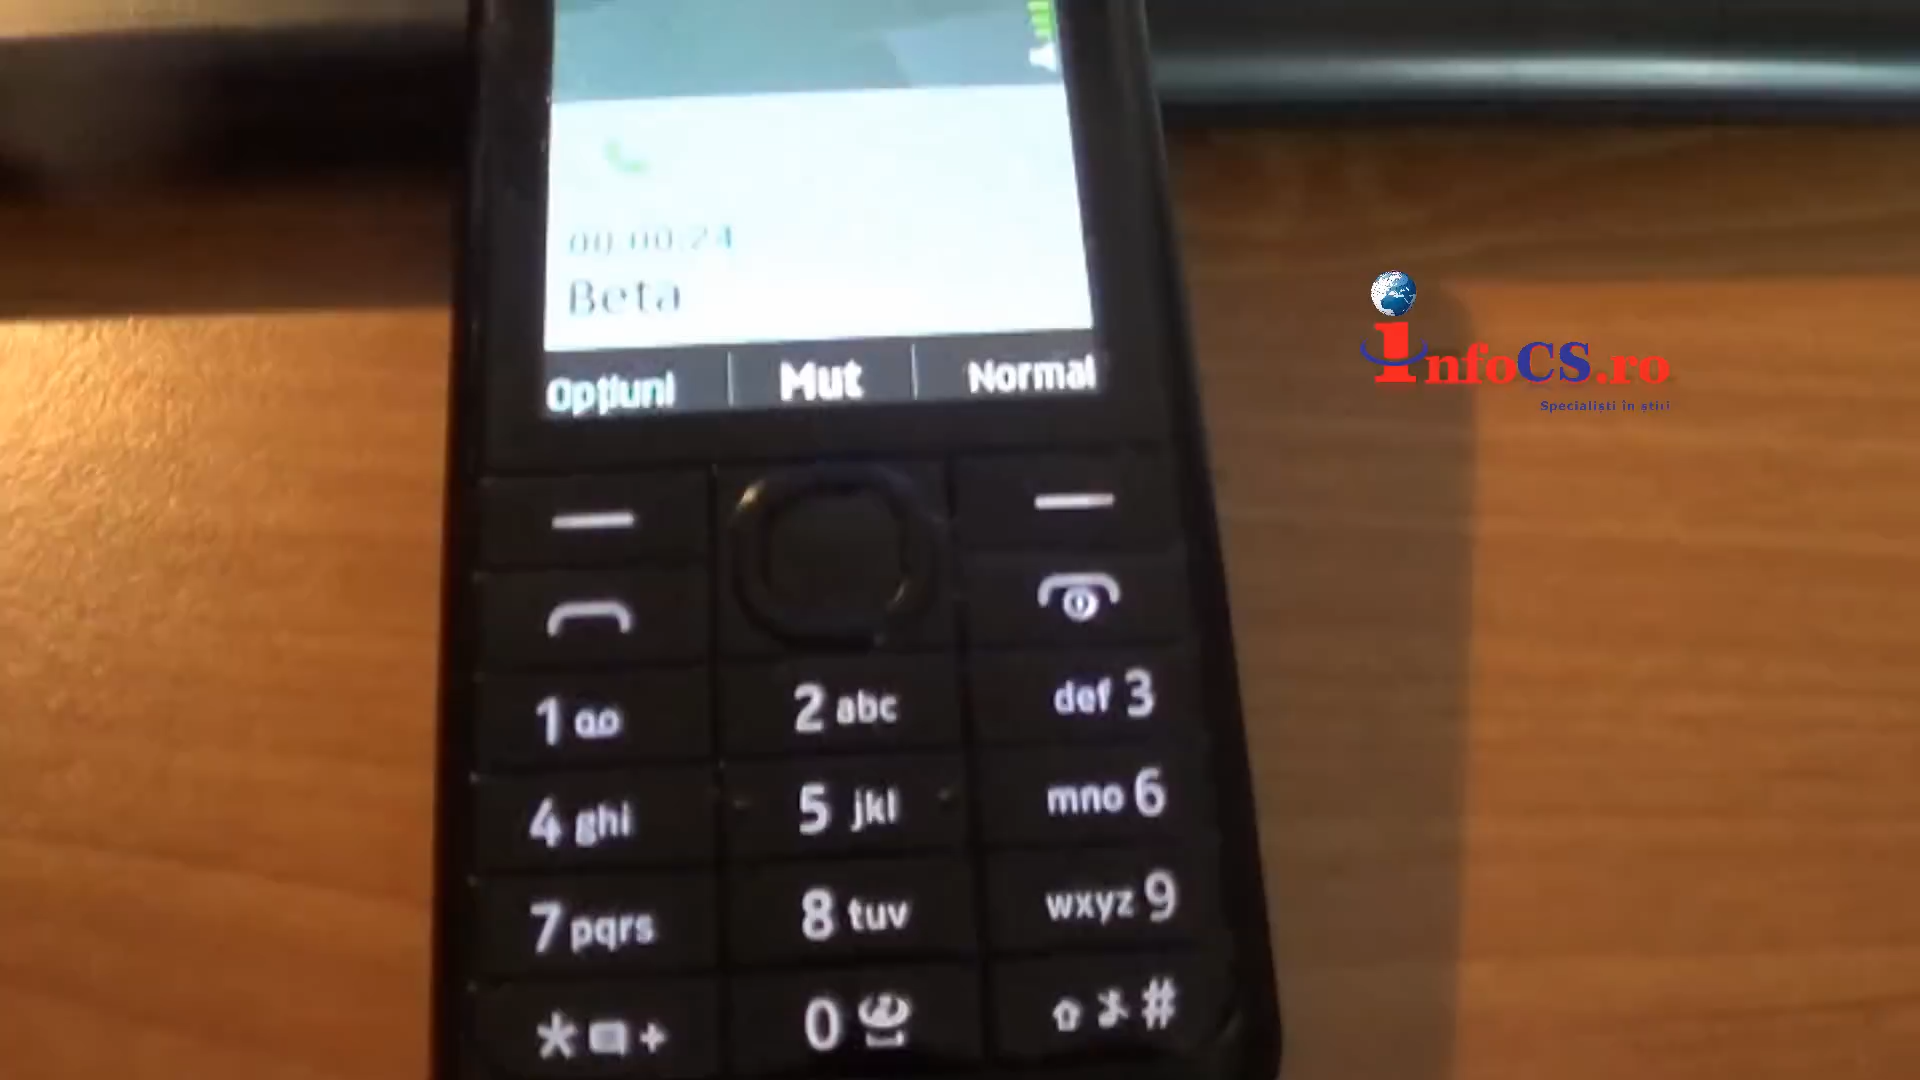 00:00:24
Beta
Opțiuni Mut Normal
1
2 abc
def 3
4 ghi
5 jkl
mno 6
7 pqrs
8 tuv
wxyz 9
* +
0
#
infoCS.ro
Specialiști în știri